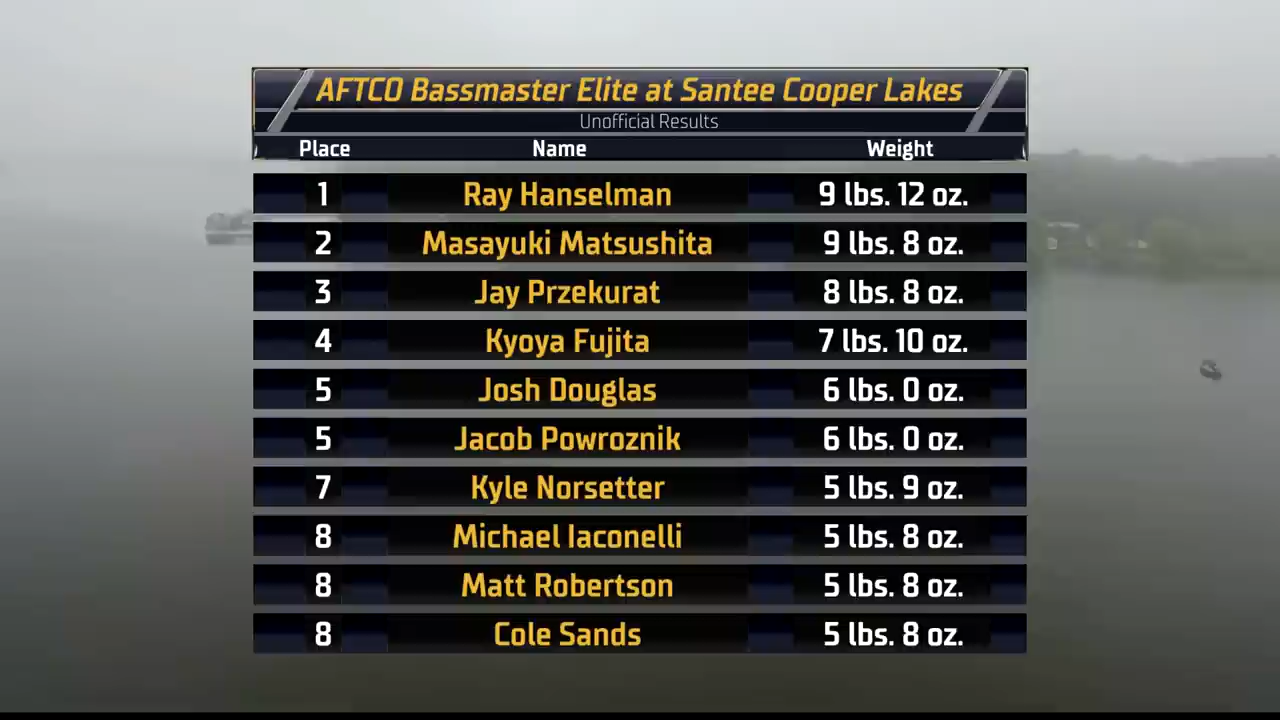 AFTCO Bassmaster Elite at Santee Cooper Lakes
Unofficial Results
Place Name Weight
1 Ray Hanselman 9 lbs. 12 oz.
2 Masayuki Matsushita 9 lbs. 8 oz.
3 Jay Przekurat 8 lbs. 8 oz.
4 Kyoya Fujita 7 lbs. 10 oz.
5 Josh Douglas 6 lbs. 0 oz.
5 Jacob Powroznik 6 lbs. 0 oz.
7 Kyle Norsetter 5 lbs. 9 oz.
8 Michael Iaconelli 5 lbs. 8 oz.
8 Matt Robertson 5 lbs. 8 oz.
8 Cole Sands 5 lbs. 8 oz.